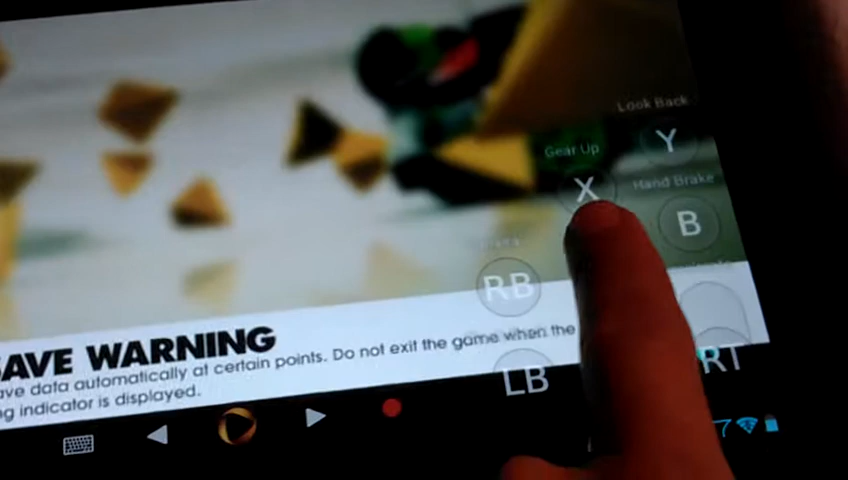 Look Back
Y
Gear Up
X
Hand Brake
B
RB
AVE WARNING
ave data automatically at certain points. Do not exit the game when the
g indicator is displayed.
LB
RT